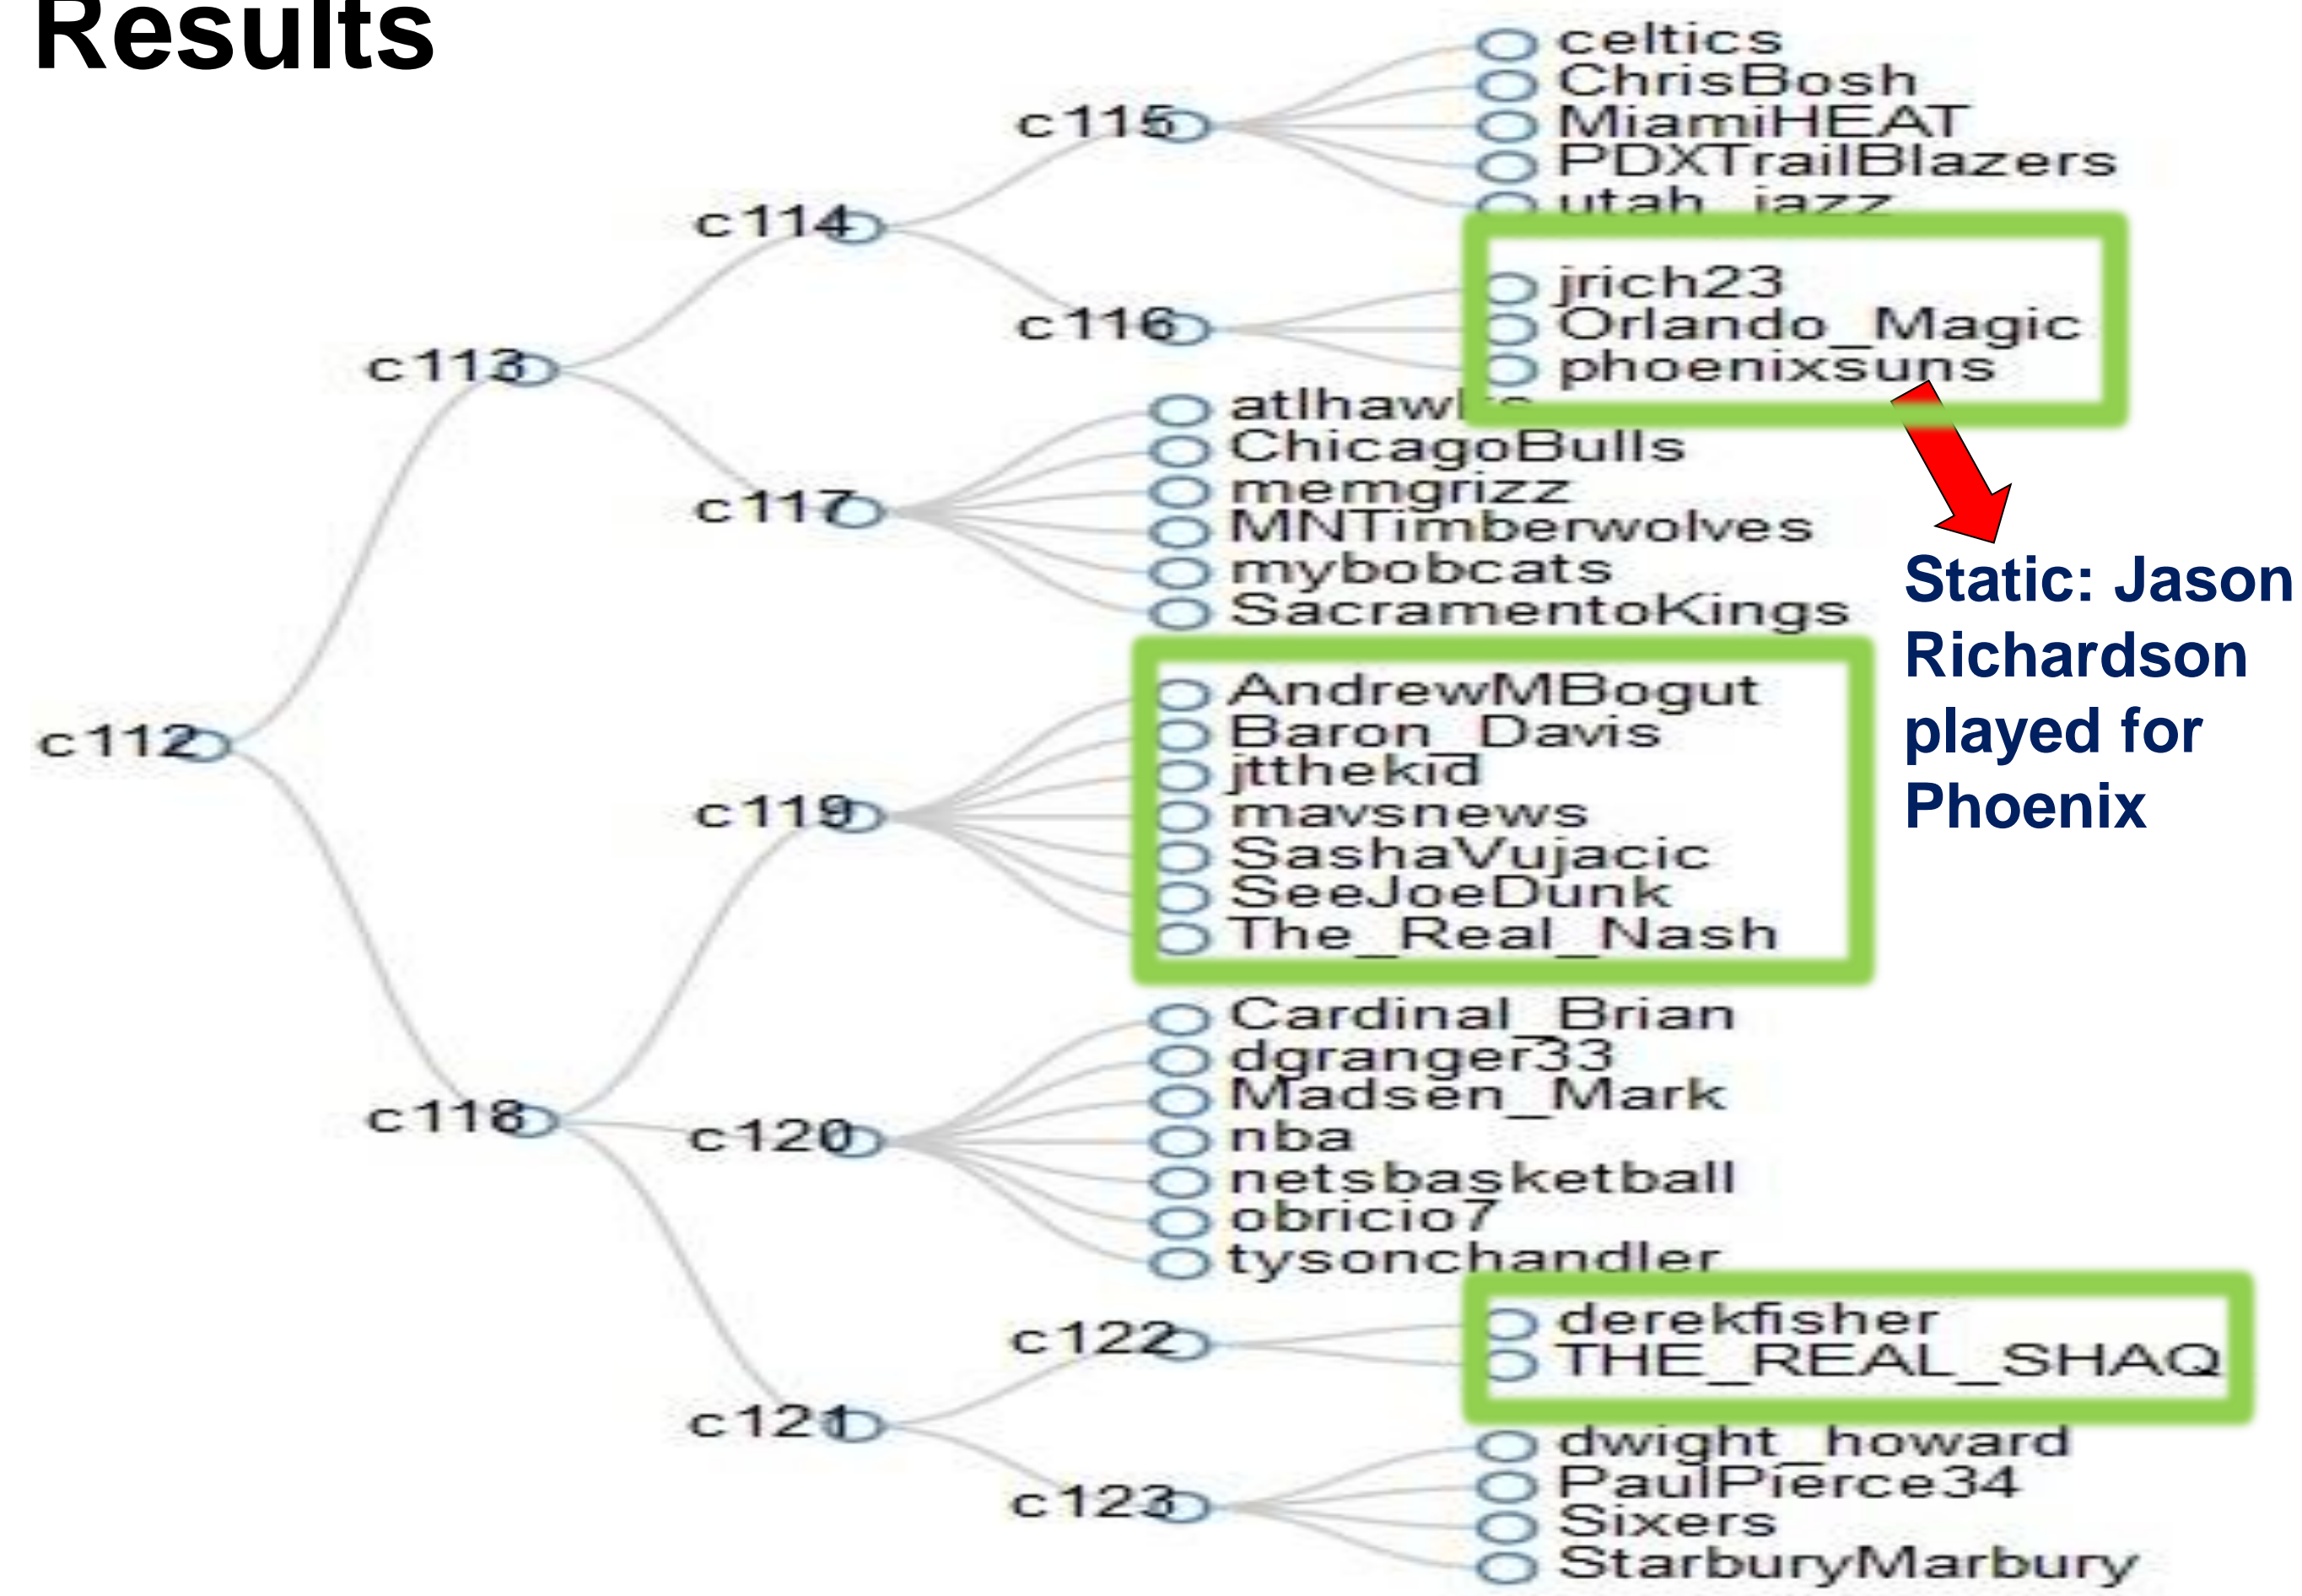 Results
celtics
ChrisBosh
MiamiHEAT
PDXTrailBlazers
utah_jazz
c115
c114
jrich23
Orlando_Magic
phoenixsuns
c116
c113
atlhawks
ChicagoBulls
memgrizz
MNTimberwolves
mybobcats
SacramentoKings
c117
Static: Jason
Richardson
played for
Phoenix
c112
AndrewMBogut
Baron_Davis
jtthekid
mavsnews
SashaVujacic
SeeJoeDunk
The_Real_Nash
c119
c118
Cardinal_Brian
dgranger33
Madsen_Mark
nba
netsbasketball
obricio7
tysonchandler
c120
derekfisher
THE_REAL_SHAQ
c122
c121
dwight_howard
PaulPierce34
Sixers
StarburyMarbury
c123